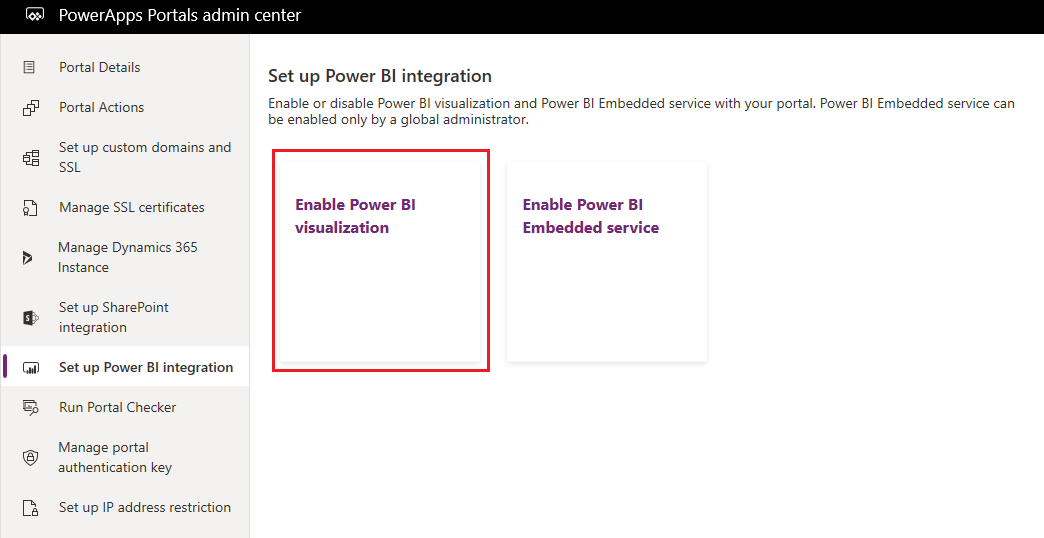 PowerApps Portals admin center
Portal Details
Portal Actions
Set up custom domains and
SSL
Manage SSL certificates
Manage Dynamics 365
Instance
Set up SharePoint
integration
Set up Power BI integration
Run Portal Checker
Manage portal
authentication key
Set up IP address restriction
Set up Power BI integration
Enable or disable Power BI visualization and Power BI Embedded service with your portal. Power BI Embedded service can
be enabled only by a global administrator.
Enable Power BI
visualization
Enable Power BI
Embedded service